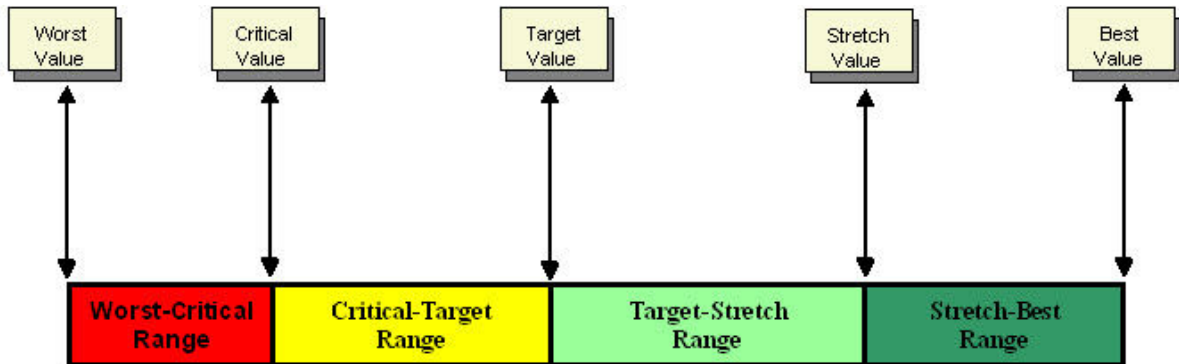 Worst
Value
Critical
Value
Target
Value
Stretch
Value
Best
Value
Worst-Critical
Range
Critical-Target
Range
Target-Stretch
Range
Stretch-Best
Range